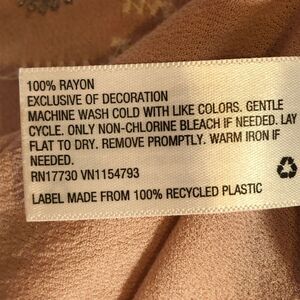 100% RAYON
EXCLUSIVE OF DECORATION
MACHINE WASH COLD WITH LIKE COLORS. GENTLE
CYCLE. ONLY NON-CHLORINE BLEACH IF NEEDED. LAY
FLAT TO DRY. REMOVE PROMPTLY. WARM IRON IF
NEEDED.
RN17730 VN1154793
LABEL MADE FROM 100% RECYCLED PLASTIC